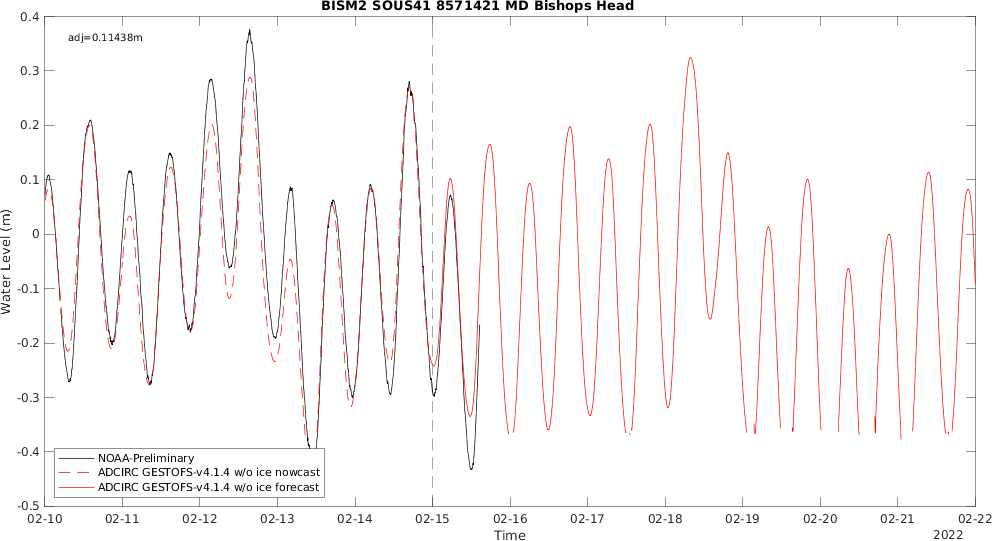 BISM2 SOUS41 8571421 MD Bishops Head
adj=0.11438m
0.4
0.3
0.2
0.1
0
-0.1
-0.2
-0.3
-0.4
-0.5
Water Level (m)
NOAA-Preliminary
ADCIRC GESTOFS-v4.1.4 w/o ice nowcast
ADCIRC GESTOFS-v4.1.4 w/o ice forecast
02-10 02-11 02-12 02-13 02-14 02-15 02-16 02-17 02-18 02-19 02-20 02-21 02-22
Time
2022